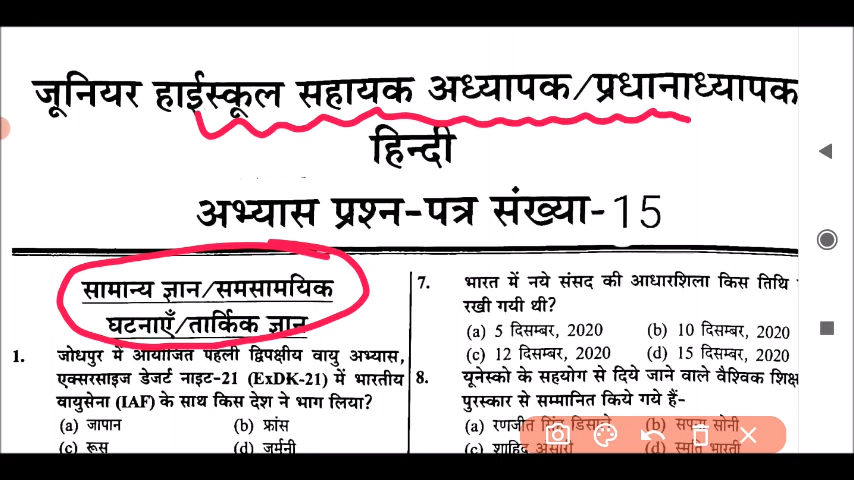 जूनियर हाईस्कूल सहायक अध्यापक/प्रधानाध्यापक
हिन्दी
अभ्यास प्रश्न-पत्र संख्या-15
सामान्य ज्ञान/समसामयिक
घटनाएँ/तार्किक ज्ञान
1. जोधपुर में आयोजित पहली द्विपक्षीय वायु अभ्यास,
एक्सरसाइज डेजर्ट नाइट-21 (ExDK-21) में भारतीय
वायुसेना (IAF) के साथ किस देश ने भाग लिया?
(a) जापान (b) फ्रांस
(c) रूस (d) जर्मनी
7. भारत में नये संसद की आधारशिला किस तिथि
रखी गयी थी?
(a) 5 दिसम्बर, 2020 (b) 10 दिसम्बर, 2020
(c) 12 दिसम्बर, 2020 (d) 15 दिसम्बर, 2020
8. यूनेस्को के सहयोग से दिये जाने वाले वैश्विक शिक्ष
पुरस्कार से सम्मानित किये गये हैं-
(a) रणजीत सिंह डिसाले (b) सपना सोनी
(c) शाहिद अंसारी (d) स्मृति भारती